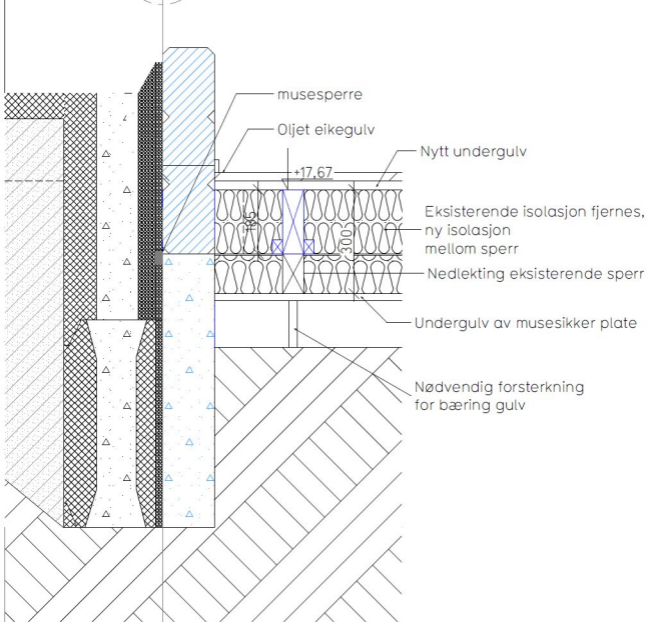 musesperre
Oljet eikegulv
+17,67
Nytt undergulv
165
300
Eksisterende isolasjon fjernes,
ny isolasjon
mellom sperr
Nedlekting eksisterende sperr
Undergulv av musesikker plate
Nødvendig forsterkning
for bæring gulv